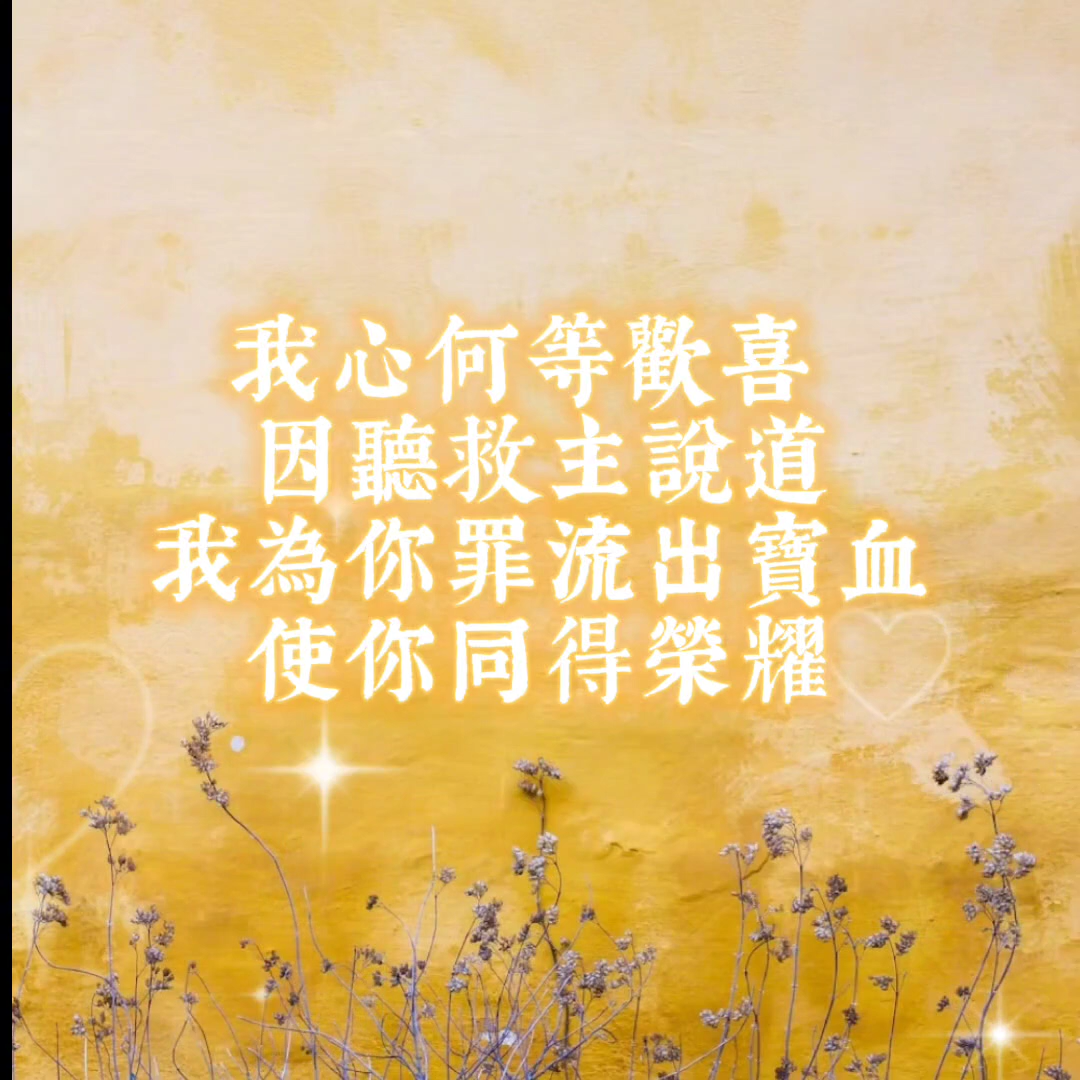 我心何等歡喜
因聽救主說道
我為你罪流出寶血
使你同得榮耀